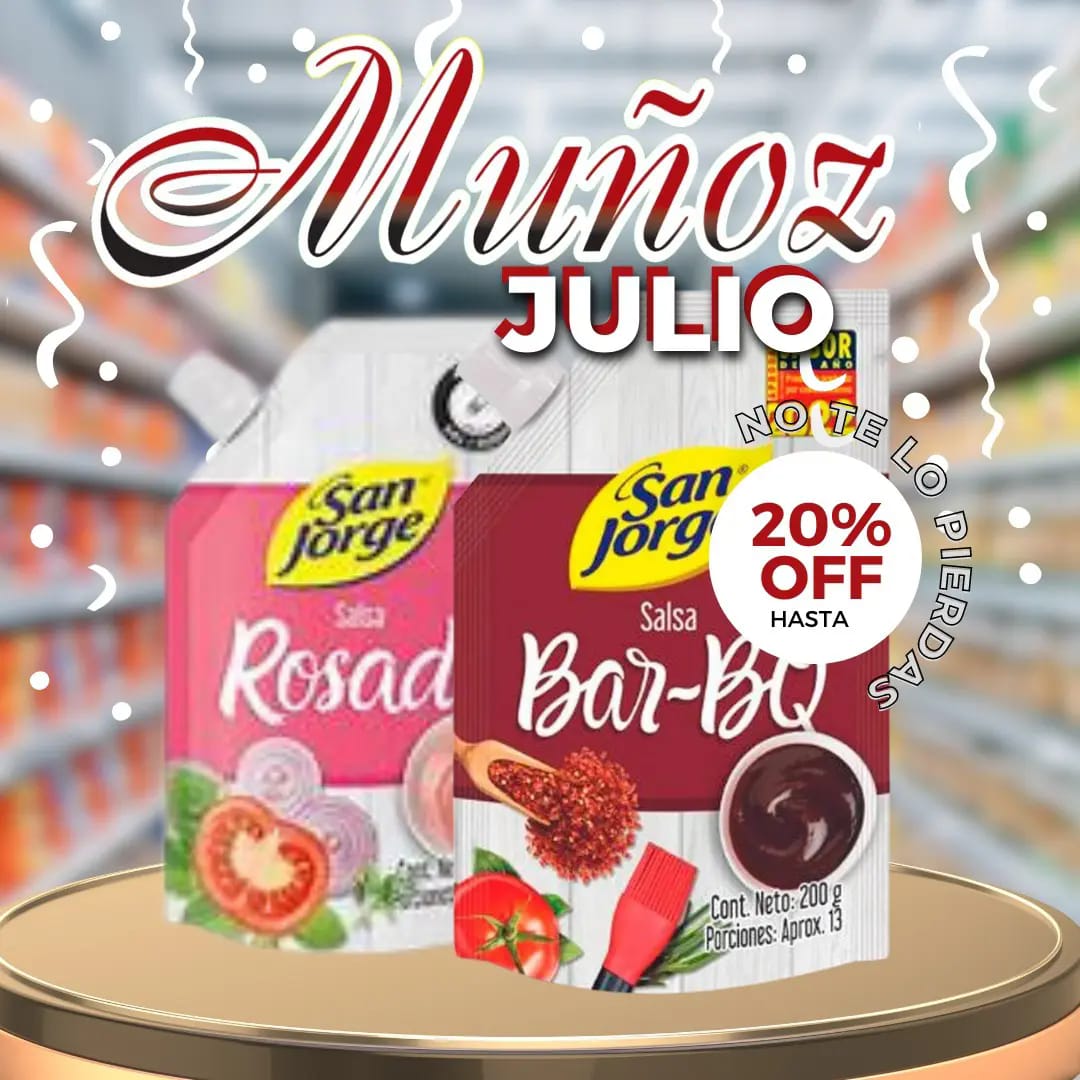 Muñoz
JULIO
NO TE LO PIERDAS
20%
OFF
HASTA
San
Jorge
Salsa
Rosad
San
Jorg
Salsa
Bar-BQ
Cont. Neto: 200 g
Porciones: Aprox. 13